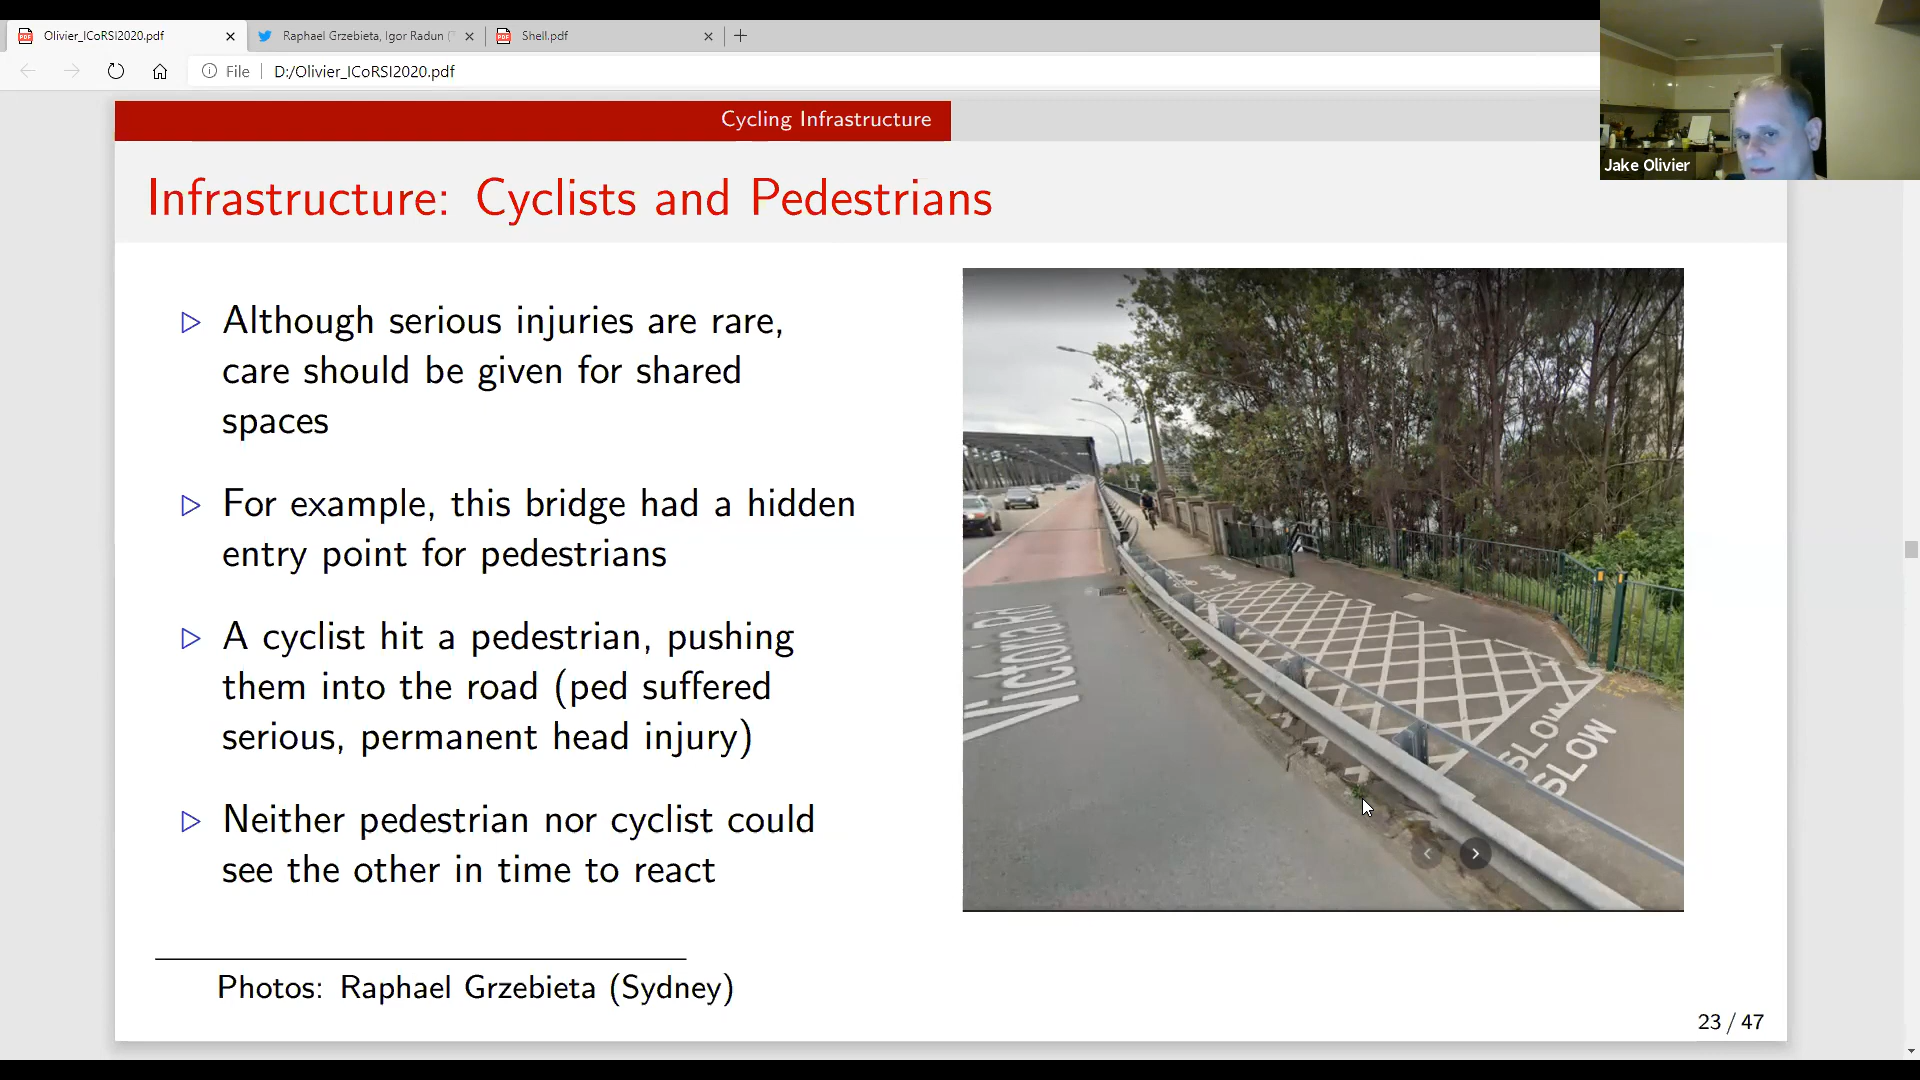 Olivier_ICoRSI2020.pdf
Raphael Grzebieta, Igor Radun (
Shell.pdf
File
D:/Olivier_ICoRSI2020.pdf
Jake Olivier
Cycling Infrastructure
Infrastructure: Cyclists and Pedestrians
▷ Although serious injuries are rare,
care should be given for shared
spaces
▷ For example, this bridge had a hidden
entry point for pedestrians
▷ A cyclist hit a pedestrian, pushing
them into the road (ped suffered
serious, permanent head injury)
▷ Neither pedestrian nor cyclist could
see the other in time to react
Victoria Rd
SLOW
SLOW
Photos: Raphael Grzebieta (Sydney)
23 / 47